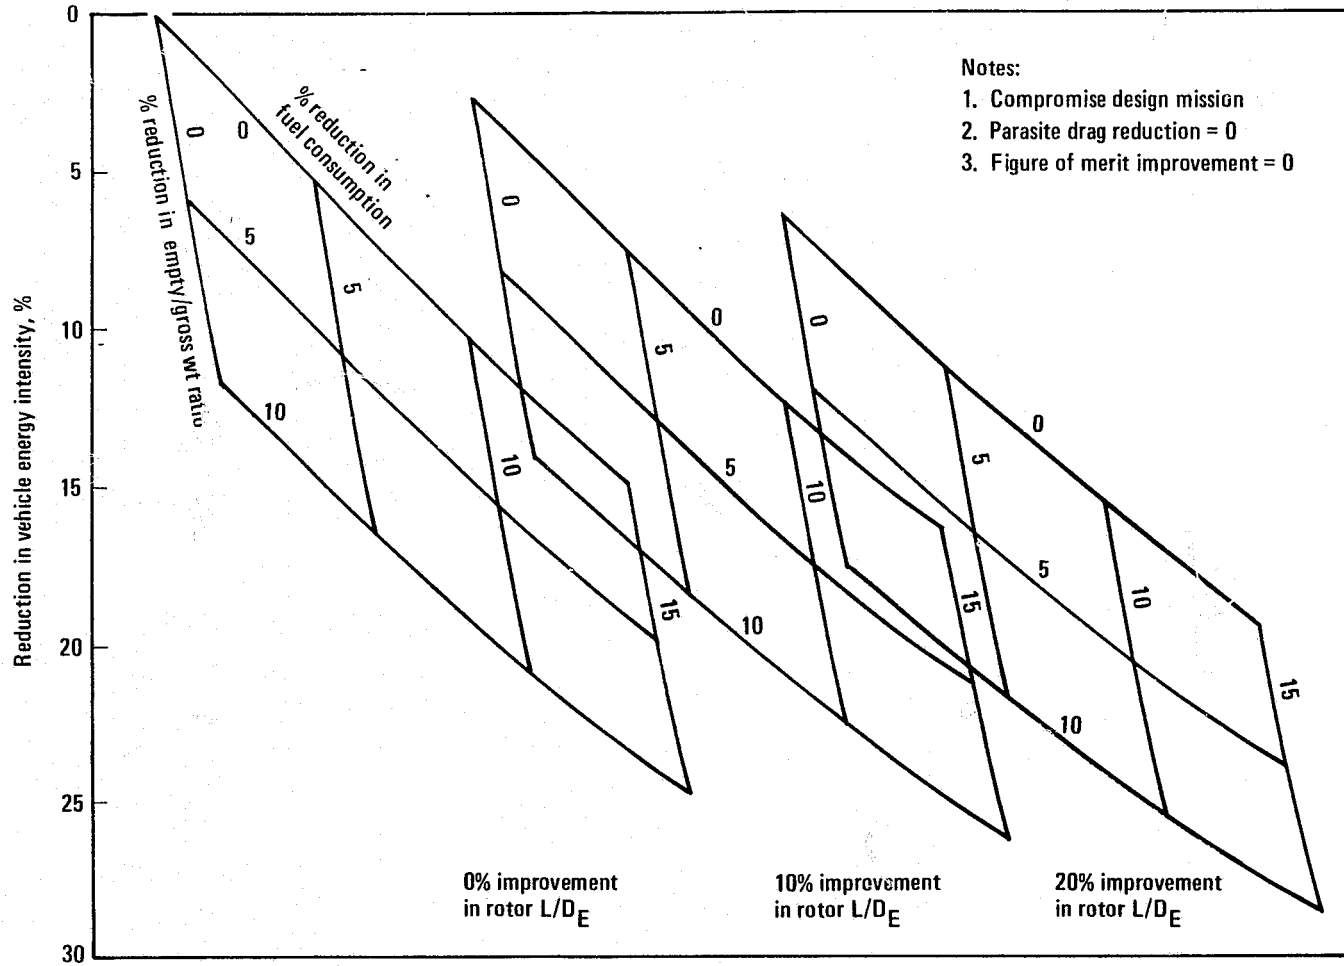 0
5
10
15
20
25
30
Reduction in vehicle energy intensity, %
Notes:
1. Compromise design mission
2. Parasite drag reduction = 0
3. Figure of merit improvement = 0
% reduction in empty/gross wt ratio
% reduction in
fuel consumption
0
0
5
5
10
10
15
0
0
5
5
10
10
15
0
0
5
5
10
10
15
0% improvement
in rotor L/DE
10% improvement
in rotor L/DE
20% improvement
in rotor L/DE